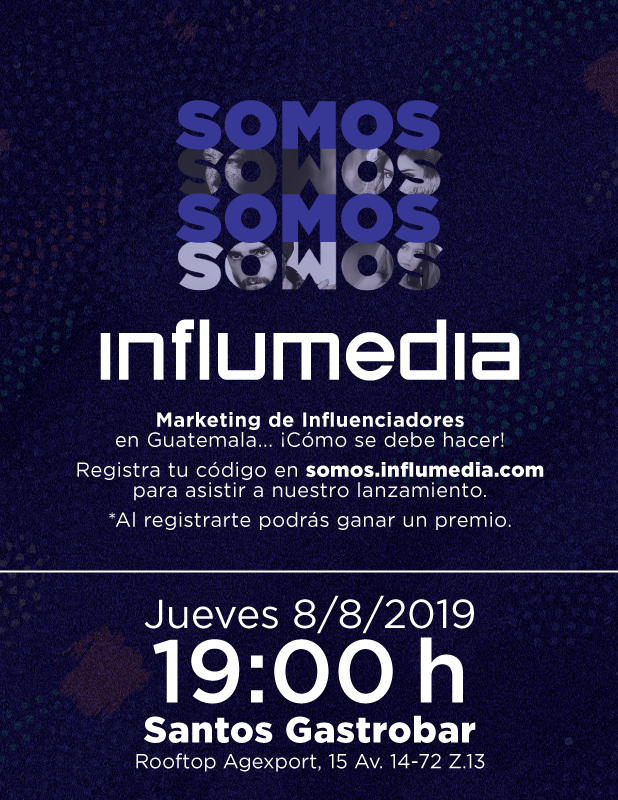 SOMOS
SOMOS
SOMOS
SOMOS
influmedia
Marketing de Influenciadores
en Guatemala... ¡Cómo se debe hacer!
Registra tu código en somos.influmedia.com
para asistir a nuestro lanzamiento.
*Al registrarte podrás ganar un premio.
Jueves 8/8/2019
19:00 h
Santos Gastrobar
Rooftop Agexport, 15 Av. 14-72 Z.13